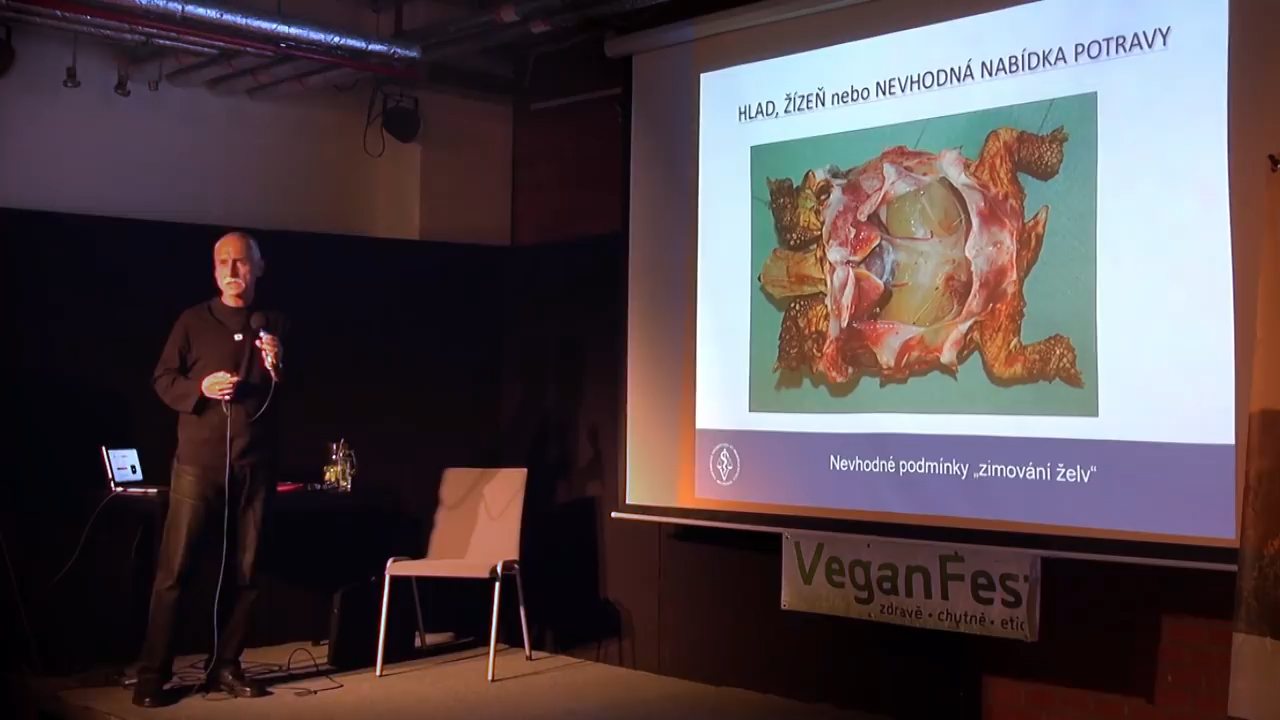 HLAD, ŽÍZEŇ nebo NEVHODNÁ NABÍDKA POTRAVY
Nevhodné podmínky „zimování želv“
VeganFest
zdravě • chutně • etic